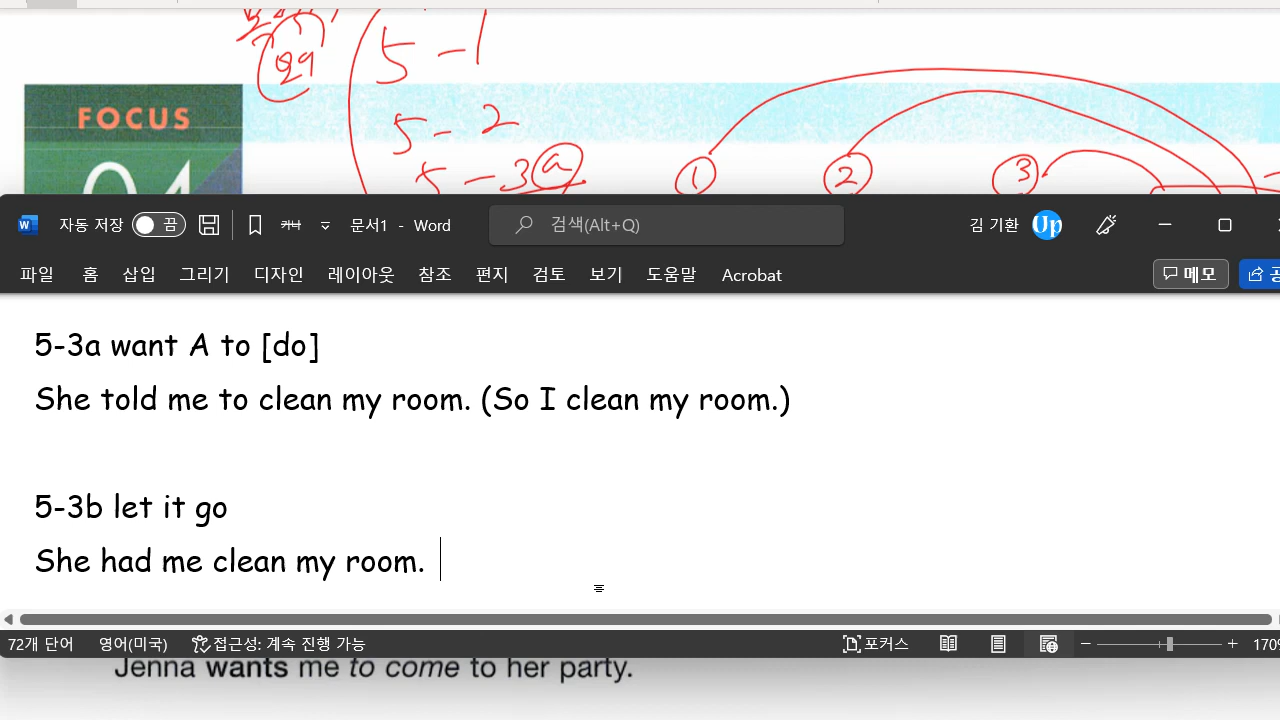 5-1
FOCUS
5-2
5-3 a
1 2 3
자동 저장 끔 문서1 - Word 검색(Alt+Q) 김 기환 Up
파일 홈 삽입 그리기 디자인 레이아웃 참조 편지 검토 보기 도움말 Acrobat 메모
5-3a want A to [do]
She told me to clean my room. (So I clean my room.)
5-3b let it go
She had me clean my room.
72개 단어 영어(미국) 접근성: 계속 진행 가능 포커스 170%
Jenna wants me to come to her party.